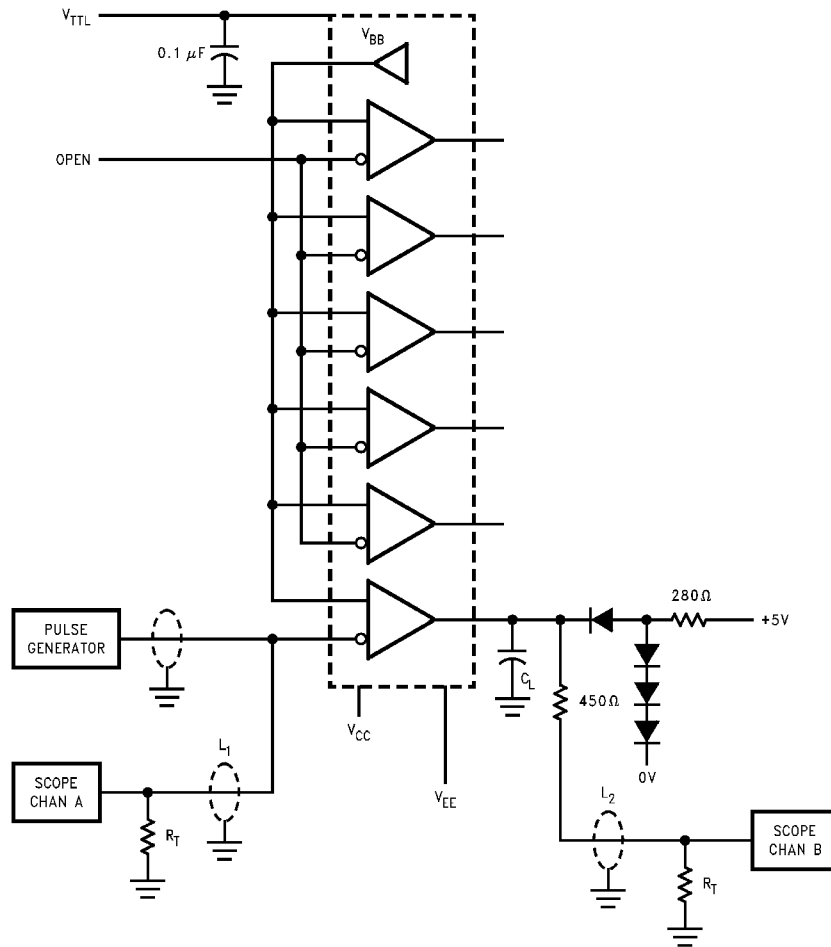 VTTL
0.1 μF
VBB
OPEN
PULSE
GENERATOR
280Ω
+5V
CL
450Ω
0V
VCC
VEE
L1
SCOPE
CHAN A
RT
L2
SCOPE
CHAN B
RT